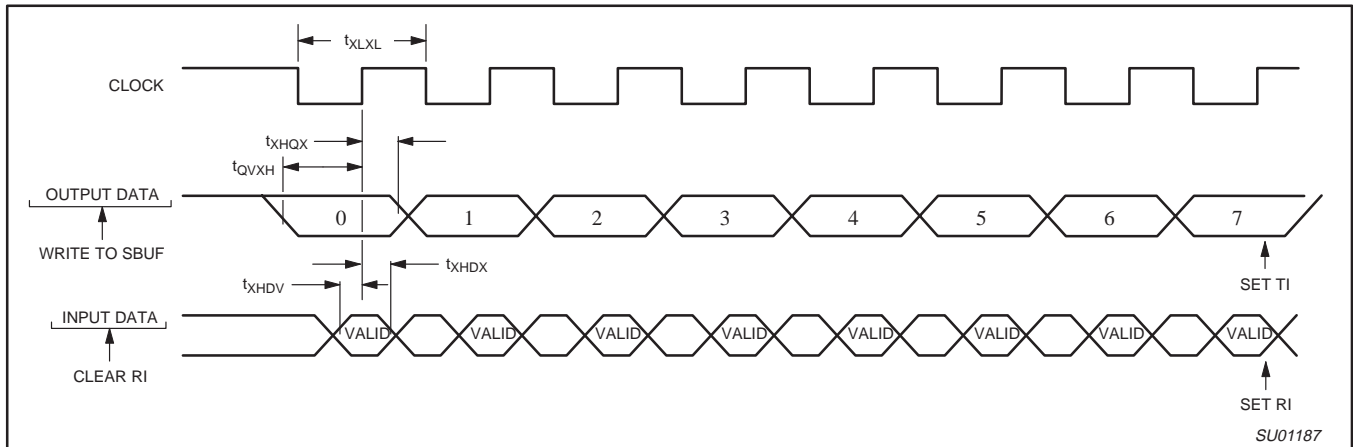 tXLXL
CLOCK
tXHQX
tQVXH
OUTPUT DATA
0 1 2 3 4 5 6 7
WRITE TO SBUF
tXHDX
tXHDV
SET TI
INPUT DATA
VALID VALID VALID VALID VALID VALID VALID VALID
CLEAR RI
SET RI
SU01187